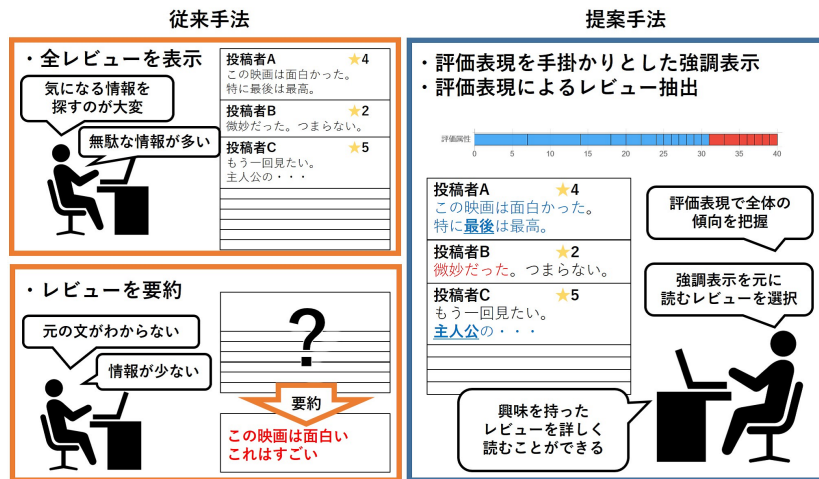 従来手法
・全レビューを表示
気になる情報を
探すのが大変
無駄な情報が多い
投稿者A ★4
この映画は面白かった。
特に最後は最高。
投稿者B ★2
微妙だった。つまらない。
投稿者C ★5
もう一回見たい。
主人公の・・・
・レビューを要約
元の文がわからない
情報が少ない
?
要約
この映画は面白い
これはすごい
提案手法
・評価表現を手掛かりとした強調表示
・評価表現によるレビュー抽出
評価属性
0 5 10 15 20 25 30 35 40
投稿者A ★4
この映画は面白かった。
特に最後は最高。
投稿者B ★2
微妙だった。つまらない。
投稿者C ★5
もう一回見たい。
主人公の・・・
評価表現で全体の
傾向を把握
強調表示を元に
読むレビューを選択
興味を持った
レビューを詳しく
読むことができる